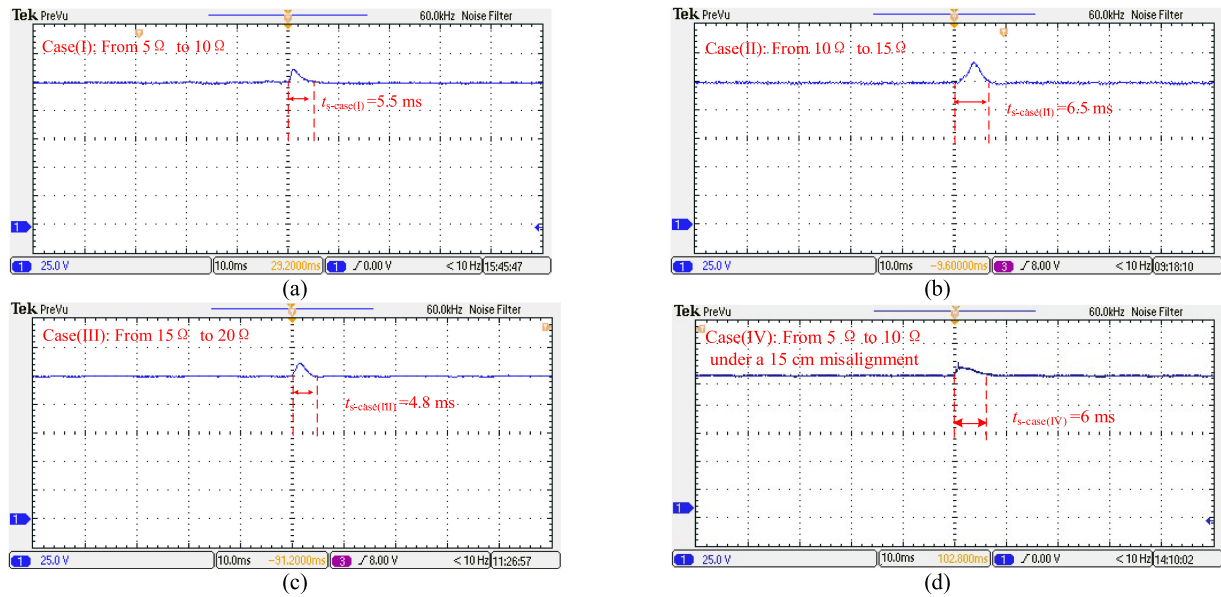 Tek PreVu 60.0kHz Noise Filter
Case(I): From 5Ω to 10Ω
ts-case(I)=5.5 ms
1
1 25.0 V 10.0ms 29.2000ms 1 0.00 V < 10 Hz 15:45:47
(a)
Tek PreVu 60.0kHz Noise Filter
Case(II): From 10Ω to 15Ω
ts-case(II)=6.5 ms
1
1 25.0 V 10.0ms -9.60000ms 3 8.00 V < 10 Hz 09:18:10
(b)
Tek PreVu 60.0kHz Noise Filter
Case(III): From 15Ω to 20Ω
ts-case(III)=4.8 ms
1
1 25.0 V 10.0ms -91.2000ms 3 8.00 V < 10 Hz 11:26:57
(c)
Tek PreVu 60.0kHz Noise Filter
Case(IV): From 5 Ω to 10 Ω
under a 15 cm misalignment
ts-case(IV)=6 ms
1
1 25.0 V 10.0ms 102.800ms 1 0.00 V < 10 Hz 14:10:02
(d)